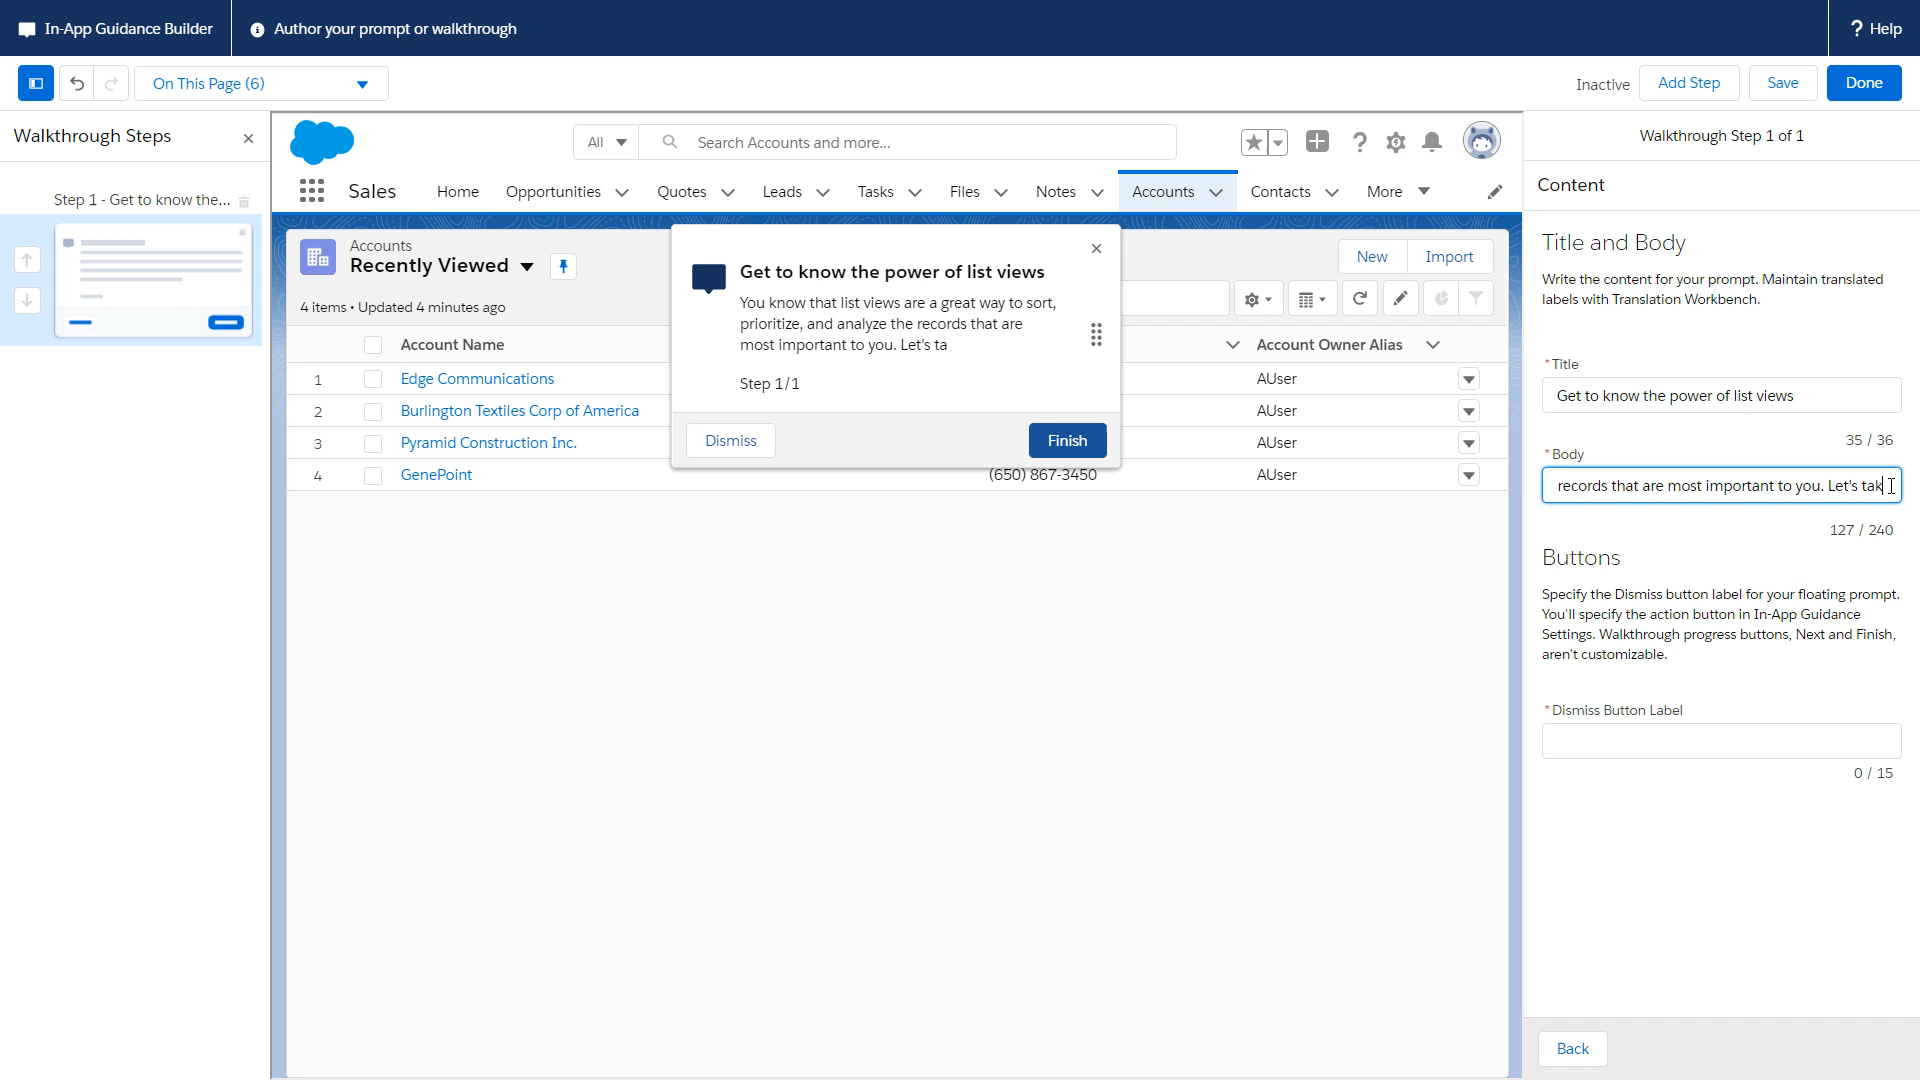 In-App Guidance Builder
Author your prompt or walkthrough
? Help
On This Page (6)
Inactive
Add Step
Save
Done
Walkthrough Steps
Step 1 - Get to know the...
All
Search Accounts and more...
Sales
Home
Opportunities
Quotes
Leads
Tasks
Files
Notes
Accounts
Contacts
More
Accounts
Recently Viewed
4 items • Updated 4 minutes ago
New
Import
Account Name
Account Owner Alias
1
Edge Communications
AUser
2
Burlington Textiles Corp of America
AUser
3
Pyramid Construction Inc.
AUser
4
GenePoint
(650) 867-3450
AUser
Get to know the power of list views
You know that list views are a great way to sort,
prioritize, and analyze the records that are
most important to you. Let's ta
Step 1/1
Dismiss
Finish
Walkthrough Step 1 of 1
Content
Title and Body
Write the content for your prompt. Maintain translated
labels with Translation Workbench.
* Title
Get to know the power of list views
35 / 36
* Body
records that are most important to you. Let's tak
127 / 240
Buttons
Specify the Dismiss button label for your floating prompt.
You'll specify the action button in In-App Guidance
Settings. Walkthrough progress buttons, Next and Finish,
aren't customizable.
* Dismiss Button Label
0 / 15
Back